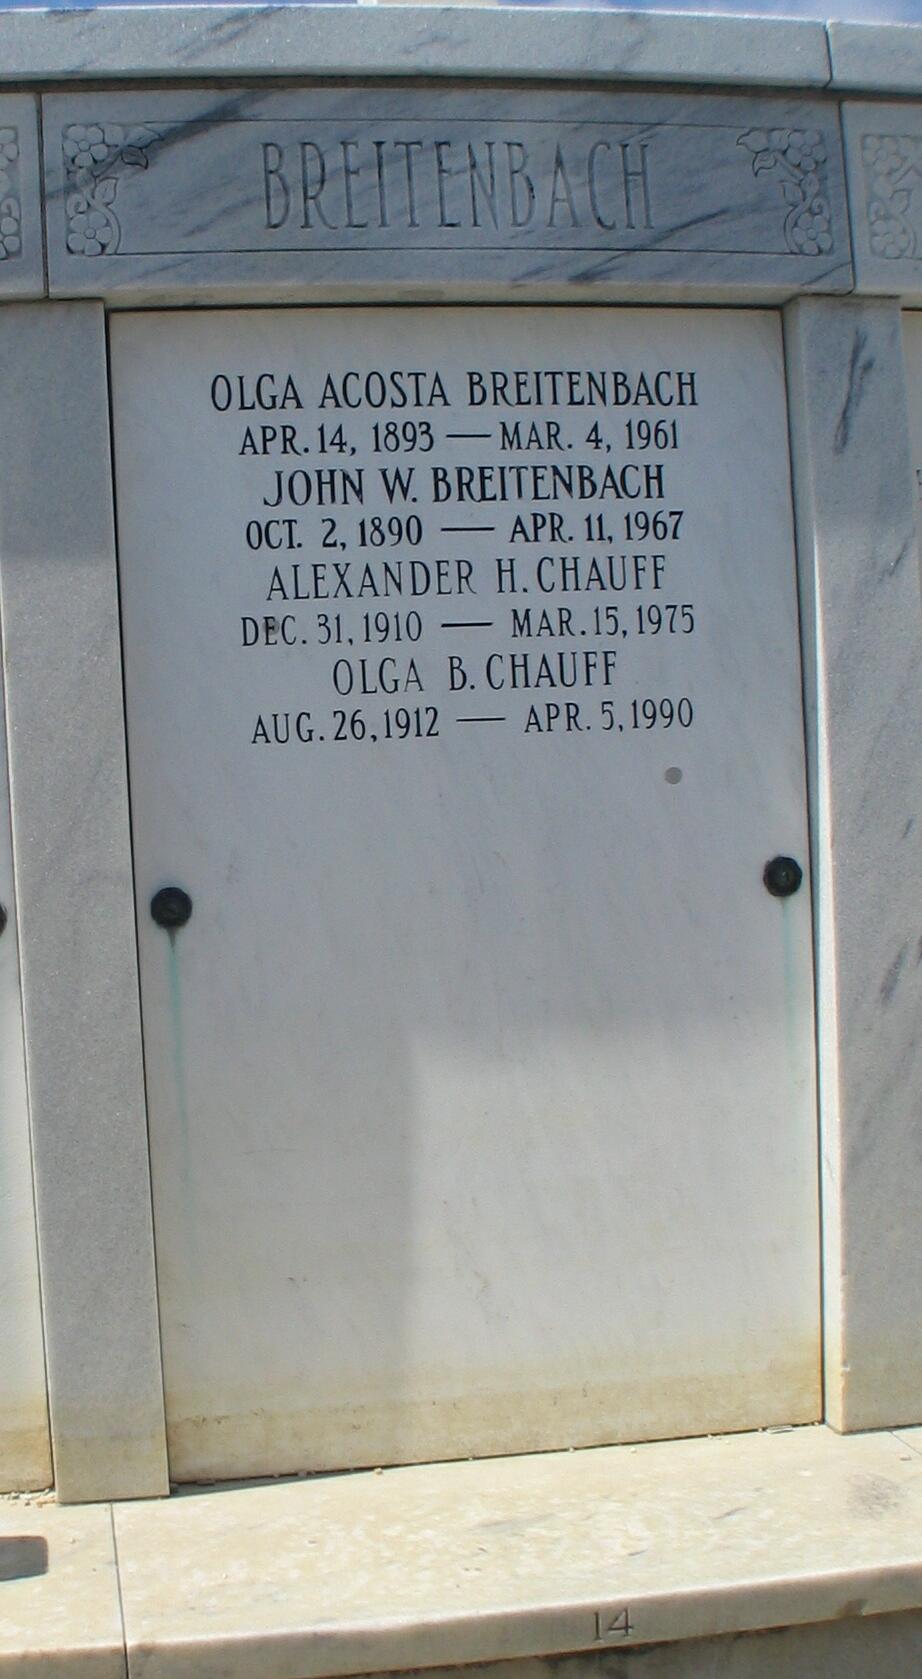 BREITENBACH
OLGA ACOSTA BREITENBACH
APR. 14, 1893 — MAR. 4, 1961
JOHN W. BREITENBACH
OCT. 2, 1890 — APR. 11, 1967
ALEXANDER H. CHAUFF
DEC. 31, 1910 — MAR. 15, 1975
OLGA B. CHAUFF
AUG. 26, 1912 — APR. 5, 1990
14